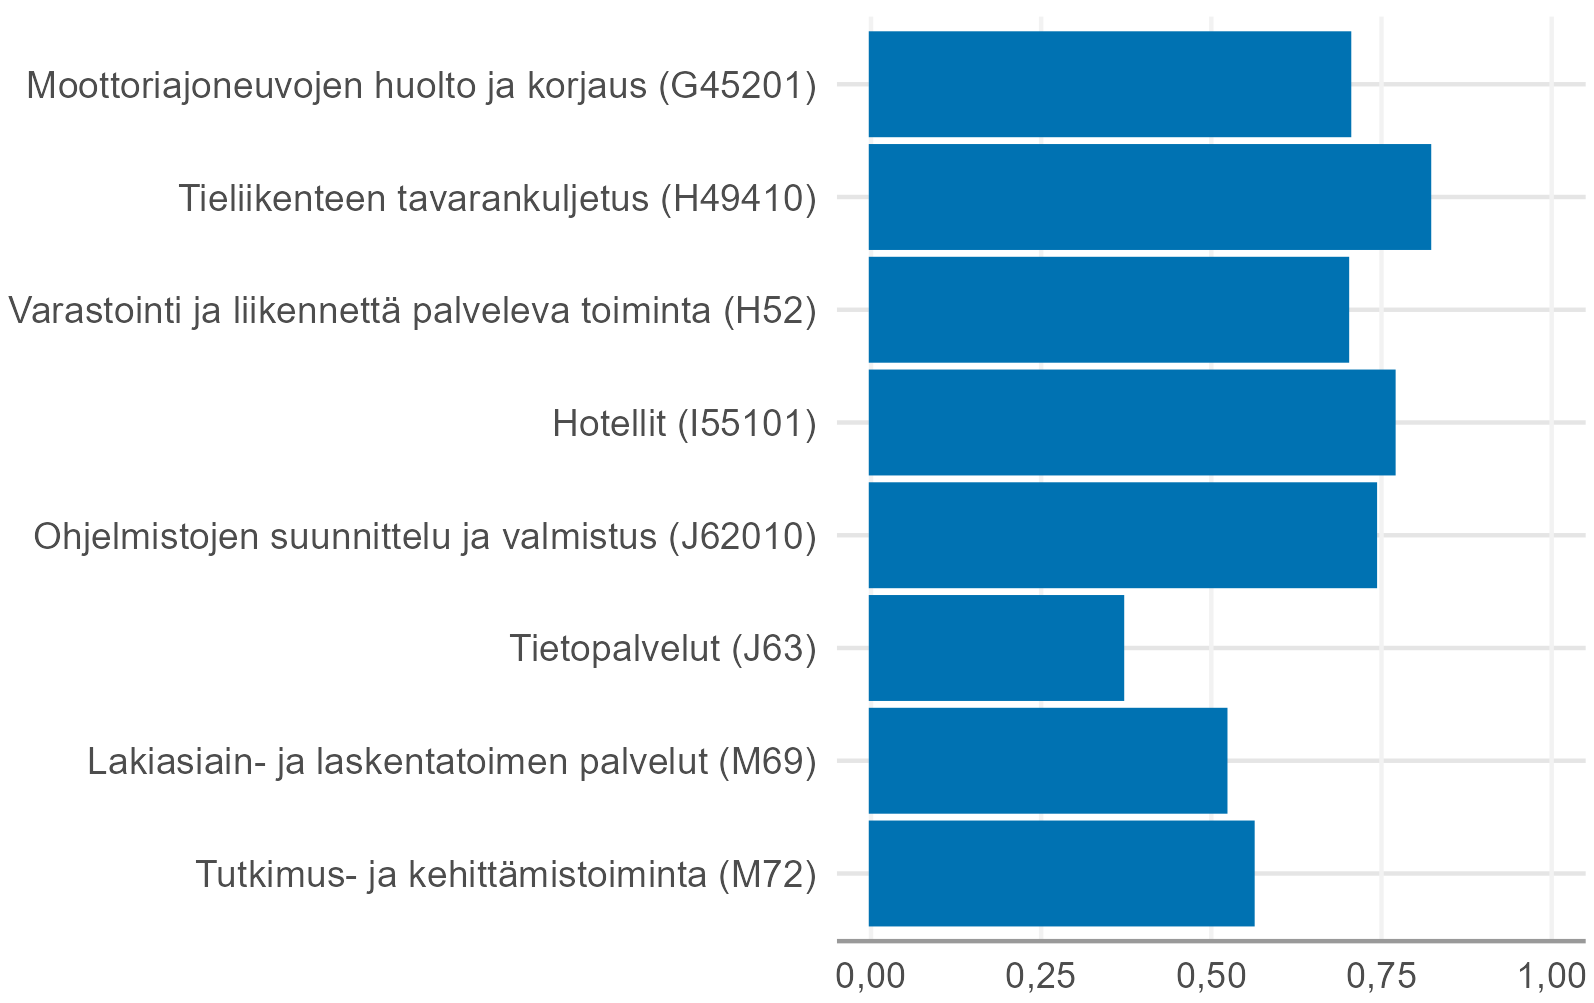 Moottoriajoneuvojen huolto ja korjaus (G45201)
Tieliikenteen tavarankuljetus (H49410)
Varastointi ja liikennettä palveleva toiminta (H52)
Hotellit (I55101)
Ohjelmistojen suunnittelu ja valmistus (J62010)
Tietopalvelut (J63)
Lakiasiain- ja laskentatoimen palvelut (M69)
Tutkimus- ja kehittämistoiminta (M72)
0,00 0,25 0,50 0,75 1,00